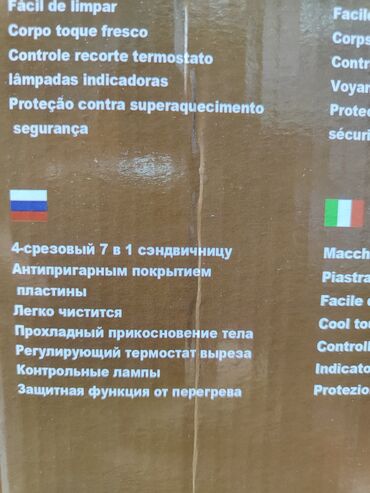 Fácil de limpar
Corpo toque fresco
Controle recorte termostato
lâmpadas indicadoras
Proteção contra superaquecimento
segurança
Facile
Corps
Contr
Voyan
Protec
sécuri
4-срезовый 7 в 1 сэндвичницу
Антипригарным покрытием
пластины
Легко чистится
Прохладный прикосновение тела
Регулирующий термостат выреза
Контрольные лампы
Защитная функция от перегрева
Macch
Piastra
Facile d
Cool to
Controll
Indicato
Protezio